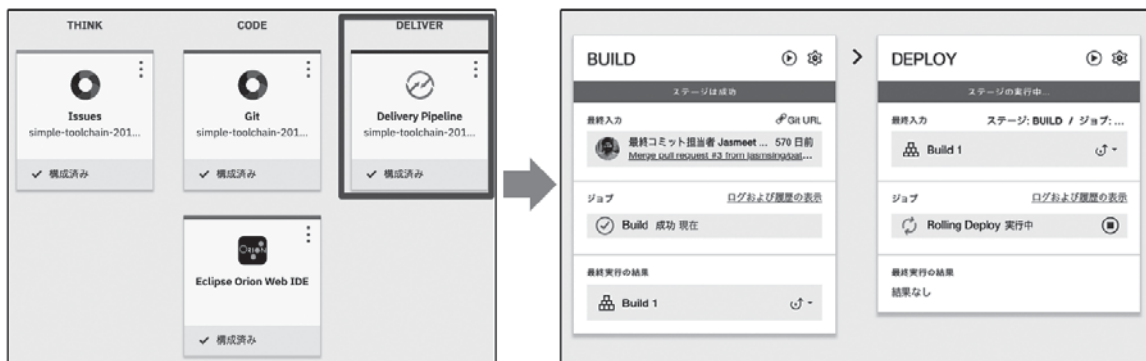 THINK
CODE
DELIVER
Issues
simple-toolchain-201...
✓ 構成済み
Git
simple-toolchain-201...
✓ 構成済み
Delivery Pipeline
simple-toolchain-201...
✓ 構成済み
ORION
Eclipse Orion Web IDE
✓ 構成済み
BUILD
ステージは成功
最終入力 Git URL
最終コミット担当者 Jasmeet ... 570 日前
Merge pull request #3 from jasmsing/pat...
ジョブ ログおよび履歴の表示
Build 成功 現在
最終実行の結果
Build 1
>
DEPLOY
ステージの実行中...
最終入力 ステージ: BUILD / ジョブ: ...
Build 1
ジョブ ログおよび履歴の表示
Rolling Deploy 実行中
最終実行の結果
結果なし